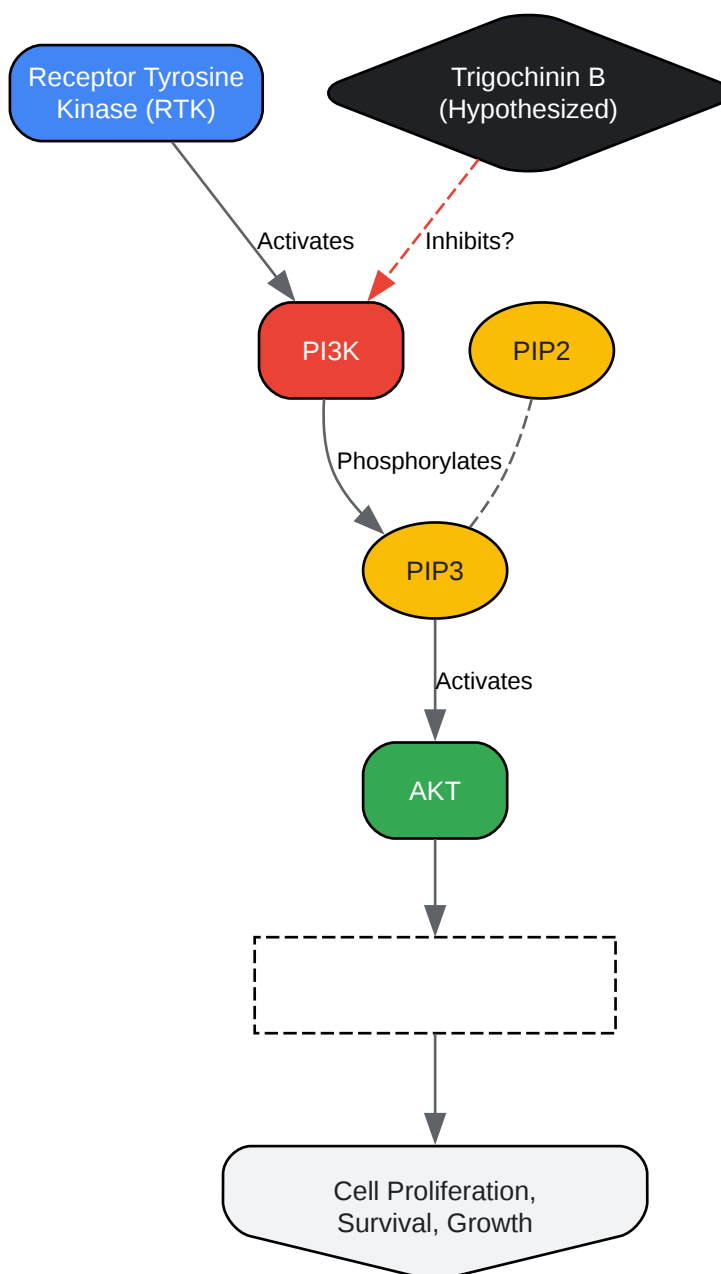 Receptor Tyrosine
Kinase (RTK)
Trigochinin B
(Hypothesized)
Activates
Inhibits?
PI3K
PIP2
Phosphorylates
PIP3
Activates
AKT
Cell Proliferation,
Survival, Growth